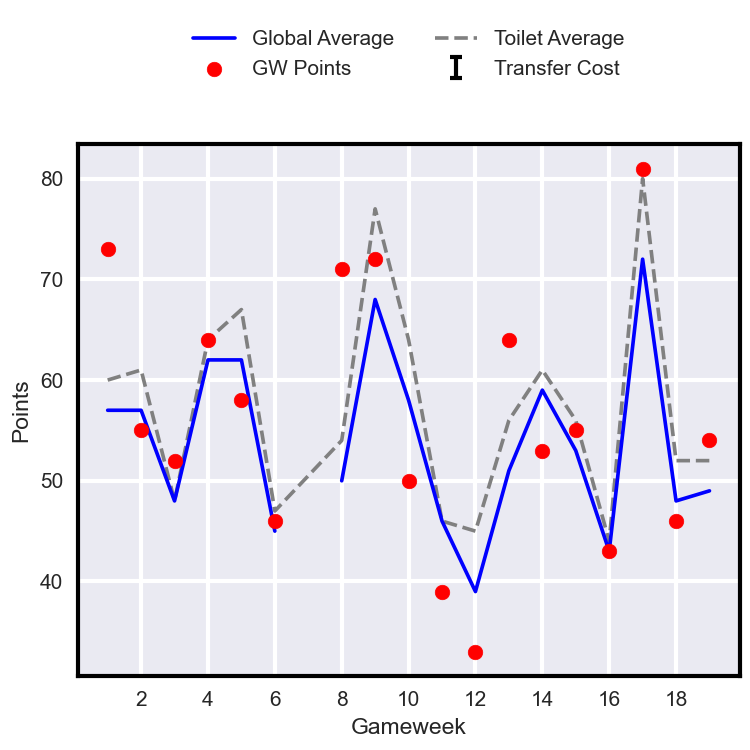 Global Average Toilet Average
GW Points Transfer Cost
80
70
60
50
40
Points
2 4 6 8 10 12 14 16 18
Gameweek